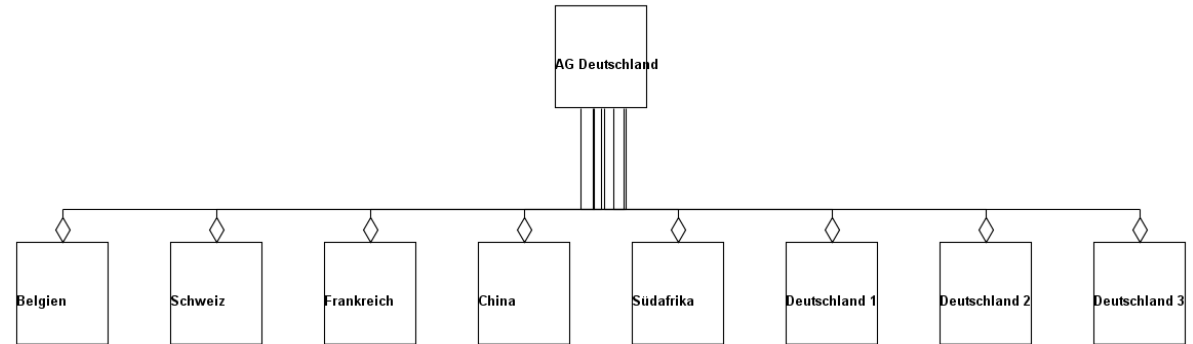 AG Deutschland
Belgien
Schweiz
Frankreich
China
Südafrika
Deutschland 1
Deutschland 2
Deutschland 3